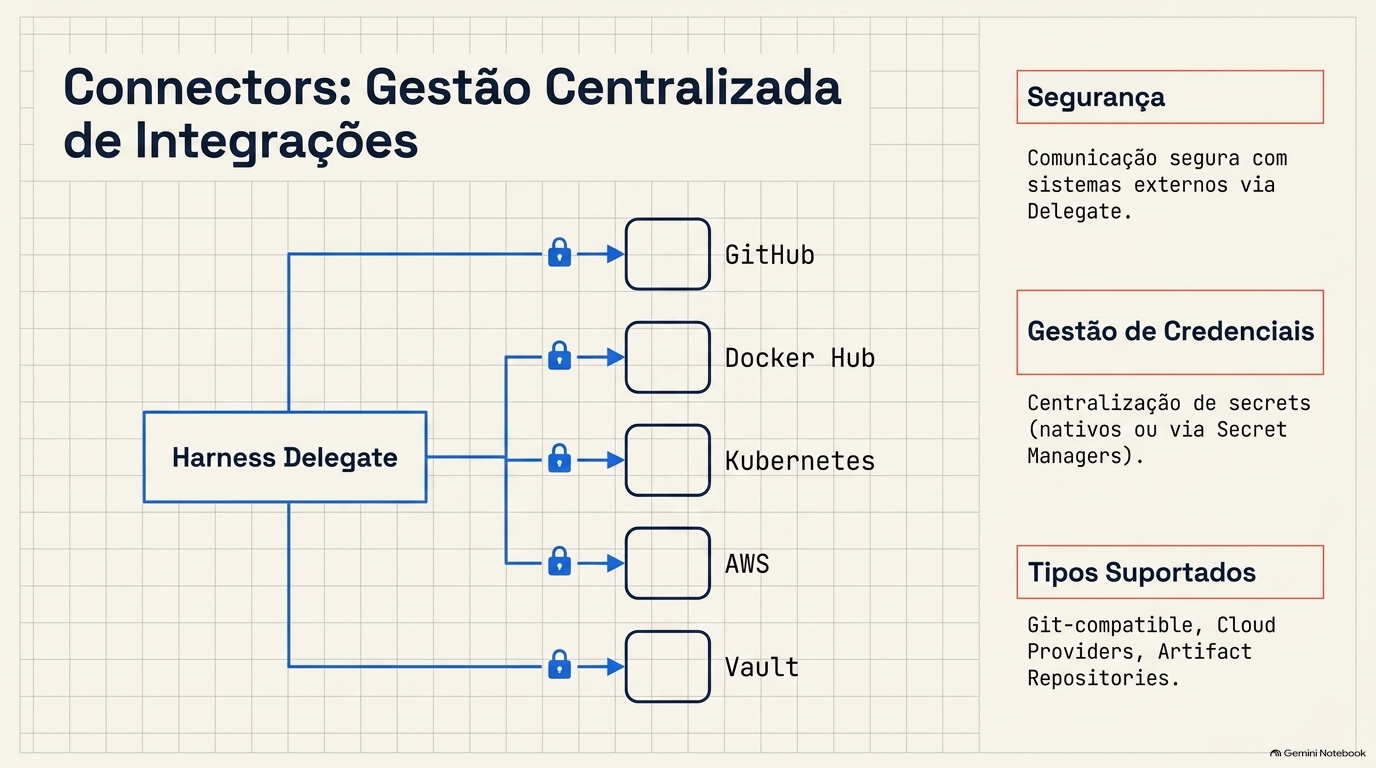 Connectors: Gestão Centralizada
de Integrações
GitHub
Docker Hub
Harness Delegate
Kubernetes
AWS
Vault
Segurança
Comunicação segura com
sistemas externos via
Delegate.
Gestão de Credenciais
Centralização de secrets
(nativos ou via Secret
Managers).
Tipos Suportados
Git-compatible, Cloud
Providers, Artifact
Repositories.
Gemini Notebook